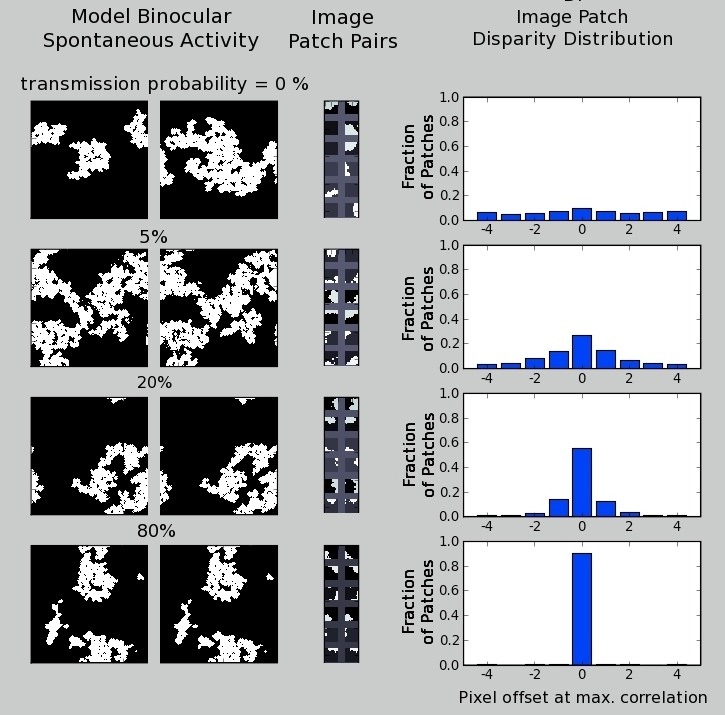 Model Binocular
Spontaneous Activity
Image
Patch Pairs
Image Patch
Disparity Distribution
transmission probability = 0 %
5%
20%
80%
Fraction
of Patches
1.0
0.8
0.6
0.4
0.2
0.0
-4 -2 0 2 4
Fraction
of Patches
1.0
0.8
0.6
0.4
0.2
0.0
-4 -2 0 2 4
Fraction
of Patches
1.0
0.8
0.6
0.4
0.2
0.0
-4 -2 0 2 4
Fraction
of Patches
1.0
0.8
0.6
0.4
0.2
0.0
-4 -2 0 2 4
Pixel offset at max. correlation